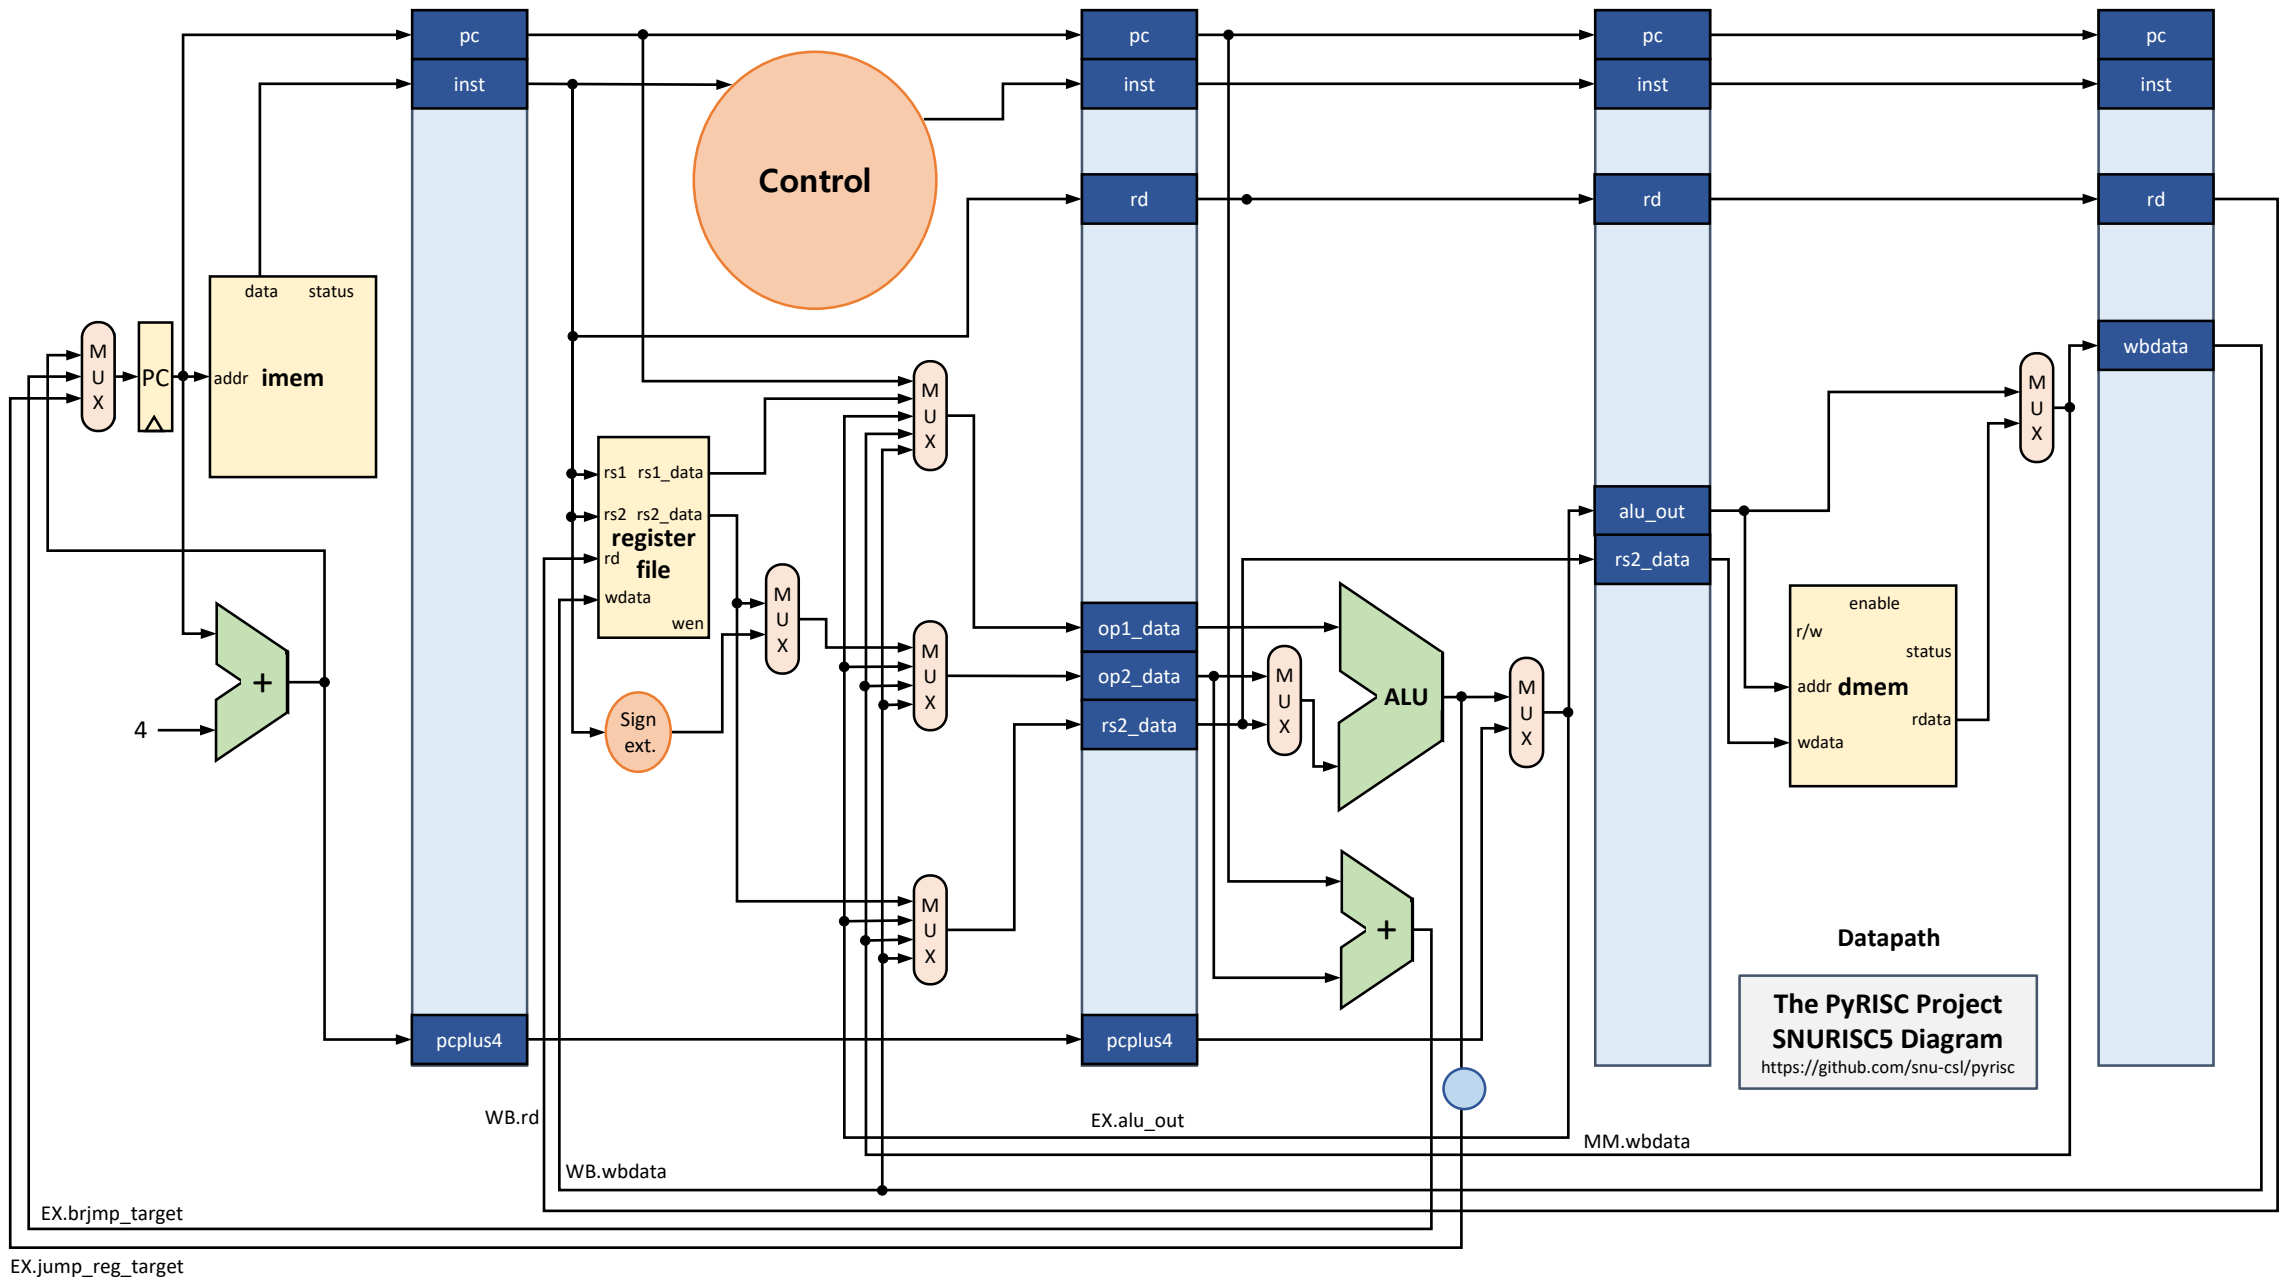 pc
inst
pc
inst
rd
pc
inst
rd
pc
inst
rd
wbdata
Control
data status
addr imem
M
U
X
PC
4
+
rs1 rs1_data
rs2 rs2_data
register
rd
file
wdata
wen
Sign
ext.
M
U
X
M
U
X
M
U
X
M
U
X
op1_data
op2_data
rs2_data
M
U
X
ALU
+
M
U
X
alu_out
rs2_data
enable
r/w
status
addr dmem
rdata
wdata
M
U
X
pcplus4
pcplus4
Datapath
The PyRISC Project
SNURISC5 Diagram
https://github.com/snu-csl/pyrisc
WB.rd
EX.alu_out
MM.wbdata
WB.wbdata
EX.brjmp_target
EX.jump_reg_target